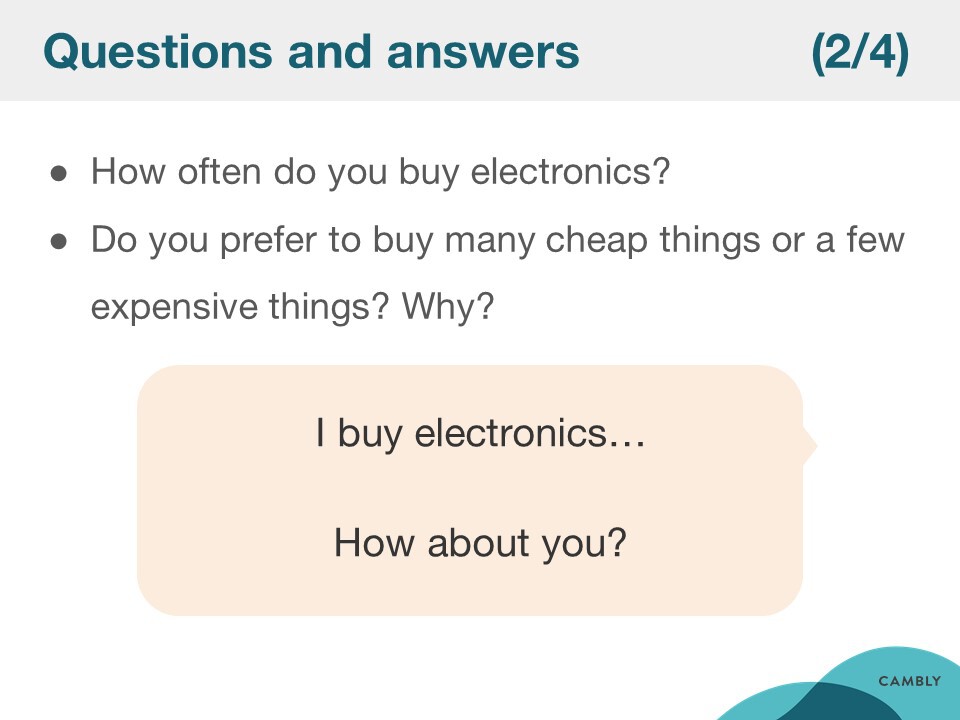 Questions and answers (2/4)
● How often do you buy electronics?
● Do you prefer to buy many cheap things or a few
expensive things? Why?
I buy electronics…
How about you?
CAMBLY